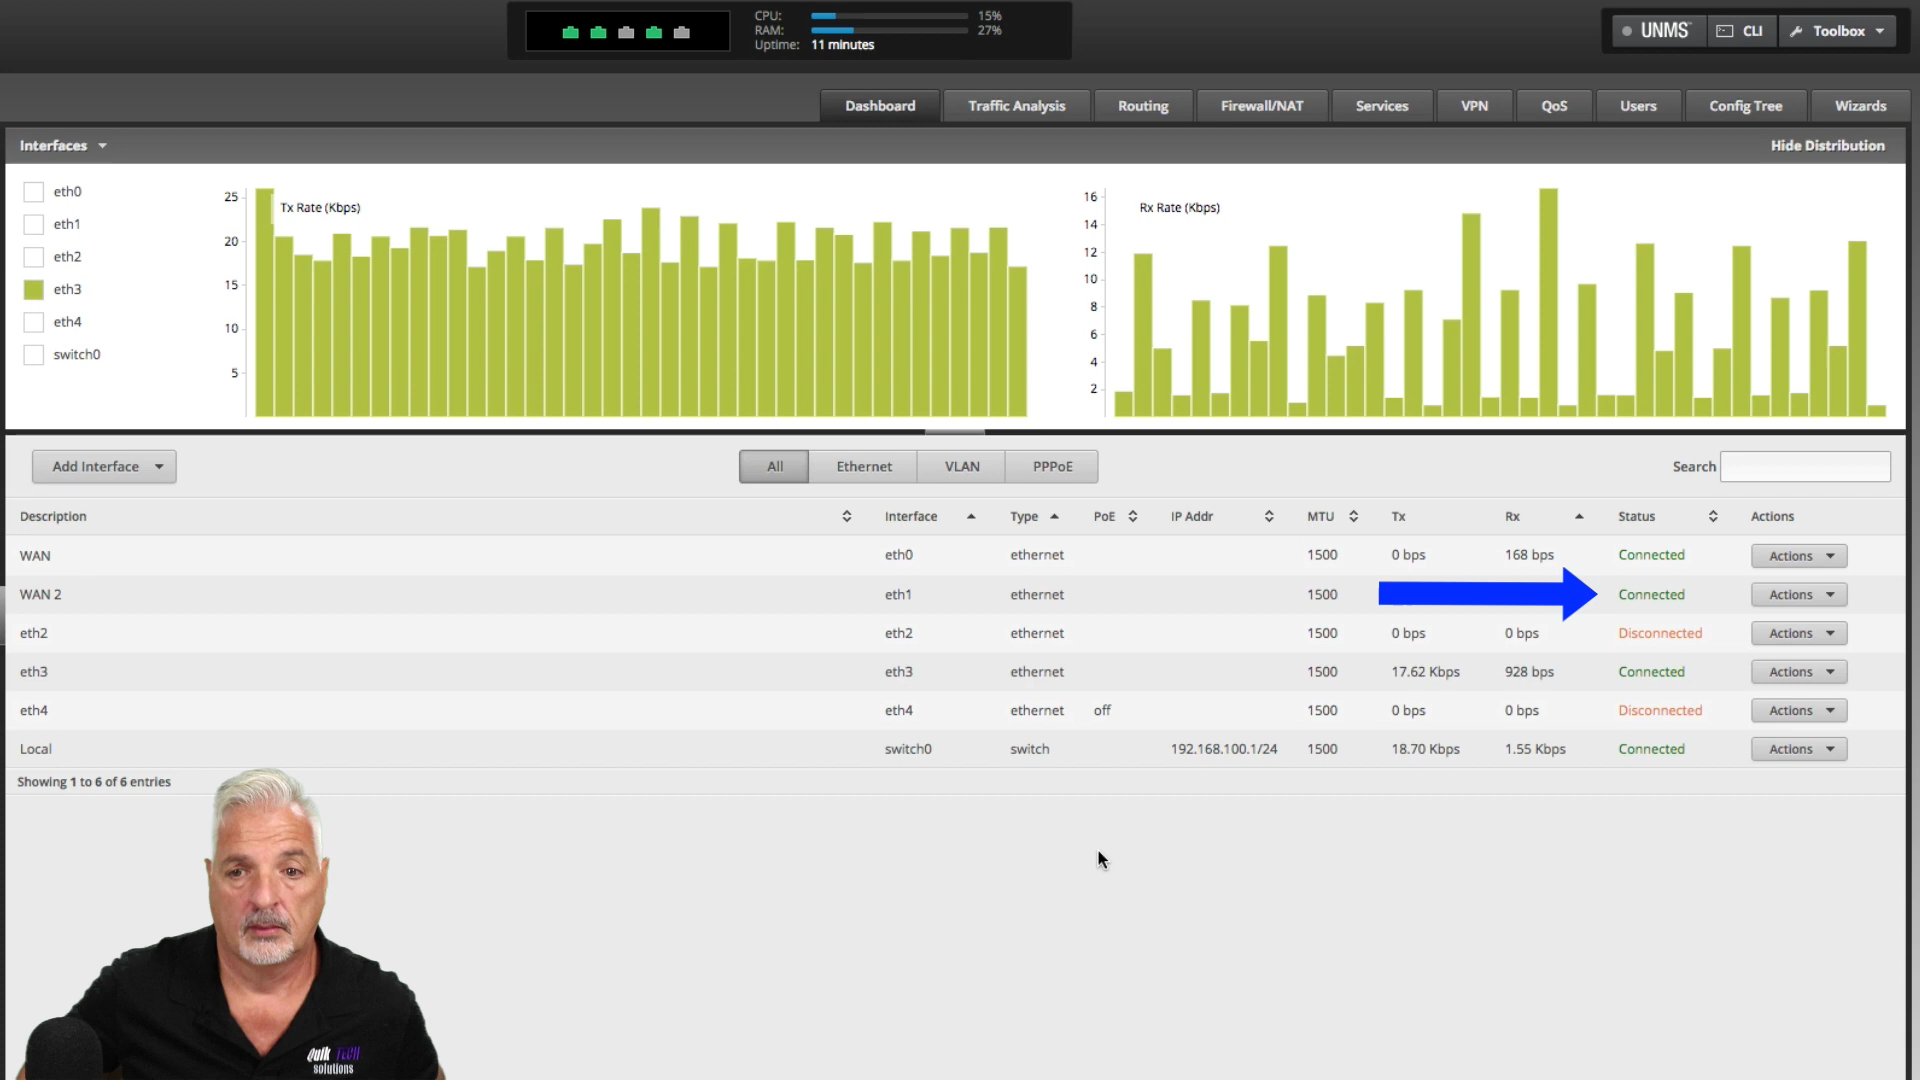 CPU: 15%
RAM: 27%
Uptime: 11 minutes
UNMS CLI Toolbox
Dashboard Traffic Analysis Routing Firewall/NAT Services VPN QoS Users Config Tree Wizards
Interfaces Hide Distribution
eth0
eth1
eth2
eth3
eth4
switch0
Tx Rate (Kbps)
25
20
15
10
5
Rx Rate (Kbps)
16
14
12
10
8
6
4
2
Add Interface All Ethernet VLAN PPPoE Search
Description Interface Type PoE IP Addr MTU Tx Rx Status Actions
WAN eth0 ethernet 1500 0 bps 168 bps Connected Actions
WAN 2 eth1 ethernet 1500 Connected Actions
eth2 eth2 ethernet 1500 0 bps 0 bps Disconnected Actions
eth3 eth3 ethernet 1500 17.62 Kbps 928 bps Connected Actions
eth4 eth4 ethernet off 1500 0 bps 0 bps Disconnected Actions
Local switch0 switch 192.168.100.1/24 1500 18.70 Kbps 1.55 Kbps Connected Actions
Showing 1 to 6 of 6 entries
Quik TECH
solutions